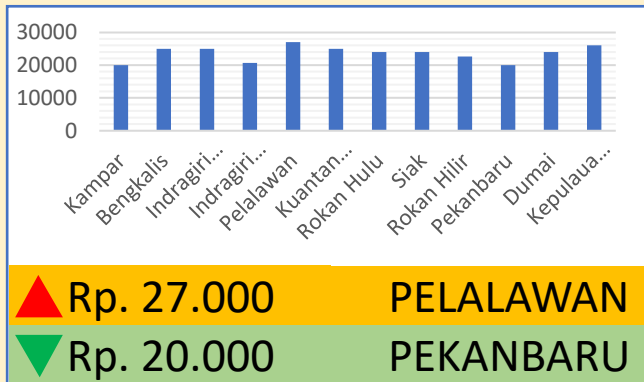 30000
20000
10000
0
Kampar
Bengkalis
Indragiri...
Indragiri...
Pelalawan
Kuantan...
Rokan Hulu
Siak
Rokan Hilir
Pekanbaru
Dumai
Kepulaua...
Rp. 27.000 PELALAWAN
Rp. 20.000 PEKANBARU